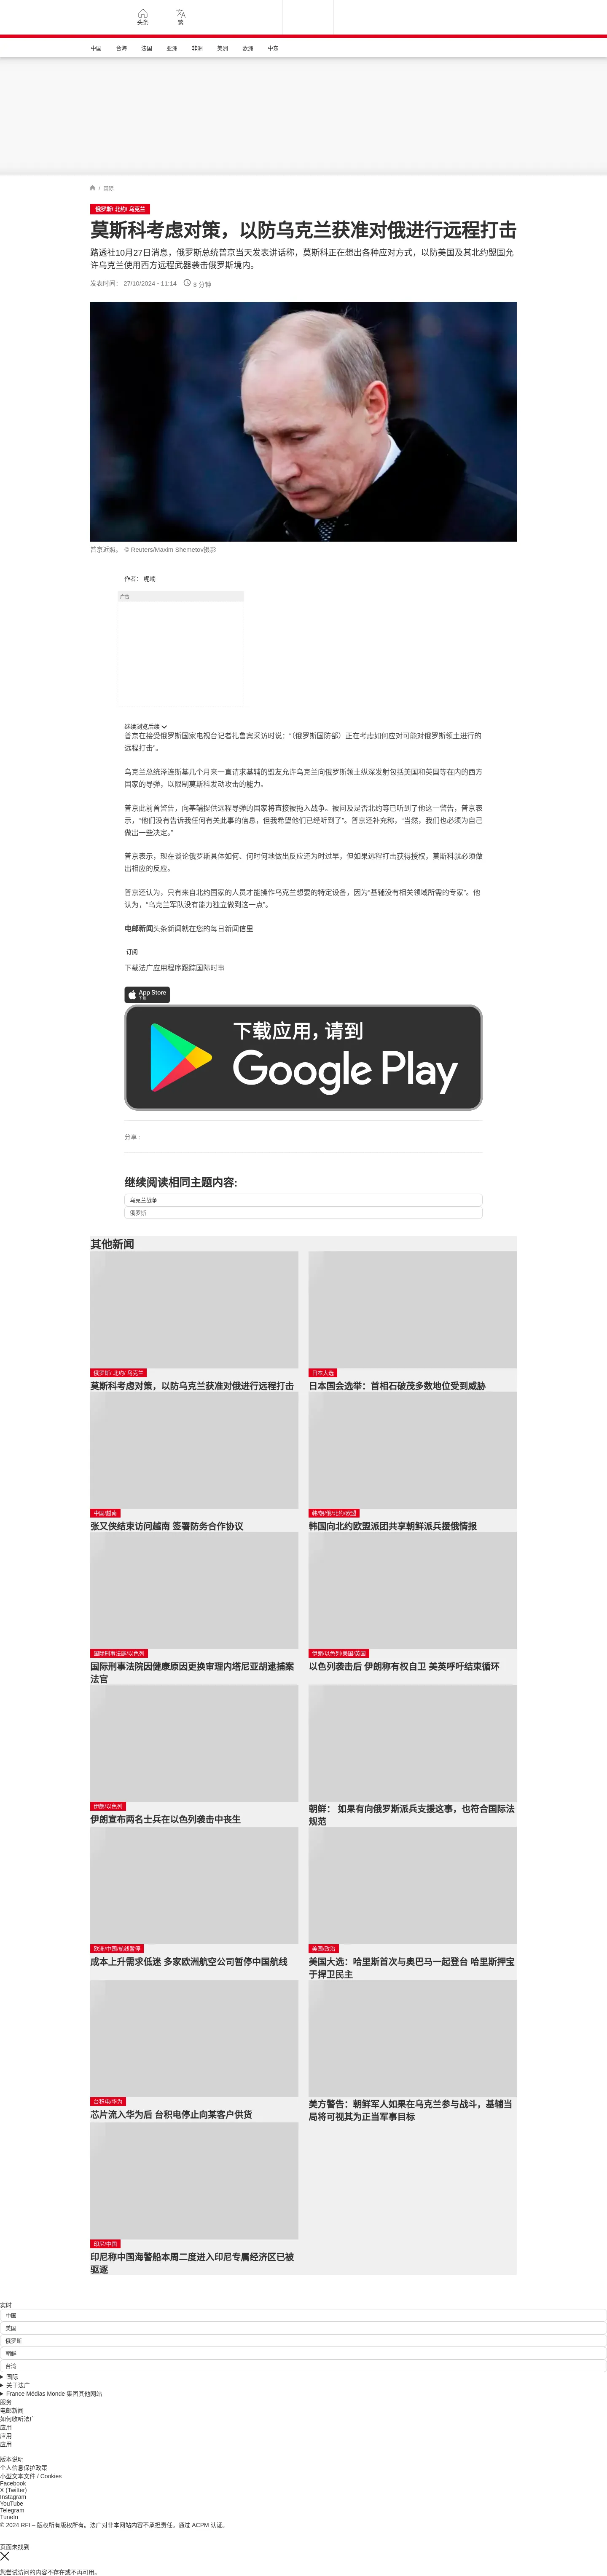 头条
繁
中国
台海
法国
亚洲
非洲
美洲
欧洲
中东
/ 国际
俄罗斯/ 北约/ 乌克兰
莫斯科考虑对策，以防乌克兰获准对俄进行远程打击
路透社10月27日消息，俄罗斯总统普京当天发表讲话称，莫斯科正在想出各种应对方式，以防美国及其北约盟国允
许乌克兰使用西方远程武器袭击俄罗斯境内。
发表时间： 27/10/2024 - 11:14 3 分钟
普京近照。 © Reuters/Maxim Shemetov摄影
作者： 呢喃
广告
继续浏览后续
普京在接受俄罗斯国家电视台记者扎鲁宾采访时说：“（俄罗斯国防部）正在考虑如何应对可能对俄罗斯领土进行的
远程打击”。
乌克兰总统泽连斯基几个月来一直请求基辅的盟友允许乌克兰向俄罗斯领土纵深发射包括美国和英国等在内的西方
国家的导弹，以限制莫斯科发动攻击的能力。
普京此前曾警告，向基辅提供远程导弹的国家将直接被拖入战争。被问及是否北约等已听到了他这一警告，普京表
示，“他们没有告诉我任何有关此事的信息，但我希望他们已经听到了”。普京还补充称，“当然，我们也必须为自己
做出一些决定。”
普京表示，现在谈论俄罗斯具体如何、何时何地做出反应还为时过早，但如果远程打击获得授权，莫斯科就必须做
出相应的反应。
普京还认为，只有来自北约国家的人员才能操作乌克兰想要的特定设备，因为“基辅没有相关领域所需的专家”。他
认为，“乌克兰军队没有能力独立做到这一点”。
电邮新闻头条新闻就在您的每日新闻信里
订阅
下载法广应用程序跟踪国际时事
App Store
下载
下载应用，请到
Google Play
分享 :
继续阅读相同主题内容:
乌克兰战争
俄罗斯
其他新闻
俄罗斯/ 北约/ 乌克兰
莫斯科考虑对策，以防乌克兰获准对俄进行远程打击
日本大选
日本国会选举：首相石破茂多数地位受到威胁
中国/越南
张又侠结束访问越南 签署防务合作协议
韩/朝/俄/北约/欧盟
韩国向北约欧盟派团共享朝鲜派兵援俄情报
国际刑事法庭/以色列
国际刑事法院因健康原因更换审理内塔尼亚胡逮捕案
法官
伊朗/以色列/美国/英国
以色列袭击后 伊朗称有权自卫 美英呼吁结束循环
伊朗/以色列
伊朗宣布两名士兵在以色列袭击中丧生
朝鲜： 如果有向俄罗斯派兵支援这事，也符合国际法
规范
欧洲/中国/航线暂停
成本上升需求低迷 多家欧洲航空公司暂停中国航线
美国/政治
美国大选：哈里斯首次与奥巴马一起登台 哈里斯押宝
于捍卫民主
台积电/华为
芯片流入华为后 台积电停止向某客户供货
美方警告：朝鲜军人如果在乌克兰参与战斗，基辅当
局将可视其为正当军事目标
印尼/中国
印尼称中国海警船本周二度进入印尼专属经济区已被
驱逐
实时
中国
美国
俄罗斯
朝鲜
台湾
国际
关于法广
France Médias Monde 集团其他网站
服务
电邮新闻
如何收听法广
应用
应用
应用
版本说明
个人信息保护政策
小型文本文件 / Cookies
Facebook
X (Twitter)
Instagram
YouTube
Telegram
TuneIn
© 2024 RFI – 版权所有版权所有。法广对非本网站内容不承担责任。通过 ACPM 认证。
页面未找到
您尝试访问的内容不存在或不再可用。